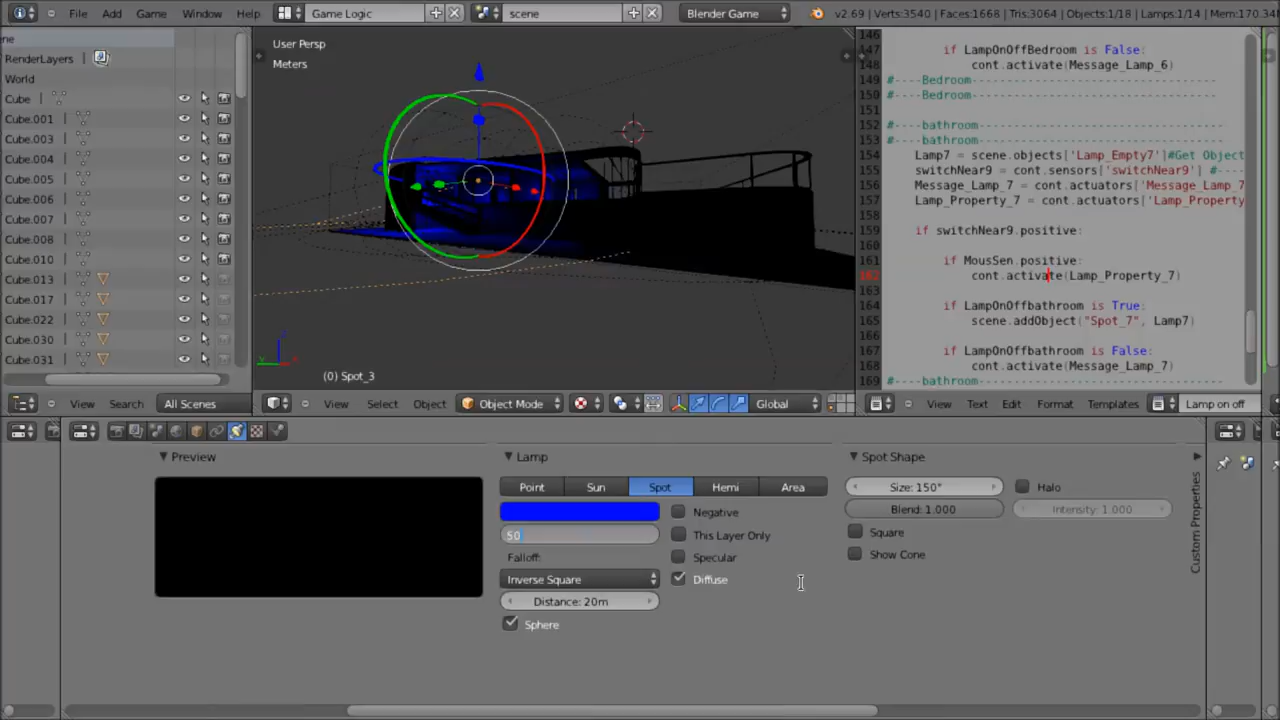 File Add Game Window Help Game Logic scene Blender Game v2.69 | Verts:3540 | Faces:1668 | Tris:3064 | Objects:1/18 | Lamps:1/14 | Mem:170.34
ne
RenderLayers
World
Cube
Cube.001
Cube.003
Cube.004
Cube.005
Cube.006
Cube.007
Cube.008
Cube.010
Cube.013
Cube.017
Cube.022
Cube.030
Cube.031
View Search All Scenes
User Persp
Meters
(0) Spot_3
View Select Object Object Mode Global
146
147 if LampOnOffBedroom is False:
148 cont.activate(Message_Lamp_6)
149 #----Bedroom----------------------------------
150 #----Bedroom----------------------------------
151
152 #----bathroom----------------------------------
153 #----bathroom----------------------------------
154 Lamp7 = scene.objects['Lamp_Empty7']#Get Object
155 switchNear9 = cont.sensors['switchNear9'] #----
156 Message_Lamp_7 = cont.actuators['Message_Lamp_7
157 Lamp_Property_7 = cont.actuators['Lamp_Property
158
159 if switchNear9.positive:
160
161 if MousSen.positive:
162 cont.activate(Lamp_Property_7)
163
164 if LampOnOffbathroom is True:
165 scene.addObject("Spot_7", Lamp7)
166
167 if LampOnOffbathroom is False:
168 cont.activate(Message_Lamp_7)
169 #----bathroom----------------------------------
View Text Edit Format Templates Lamp on off
Preview
Lamp
Point Sun Spot Hemi Area
Negative
50 This Layer Only
Falloff: Specular
Inverse Square Diffuse
Distance: 20m
Sphere
Spot Shape
Size: 150° Halo
Blend: 1.000 Intensity: 1.000
Square
Show Cone
Custom Properties